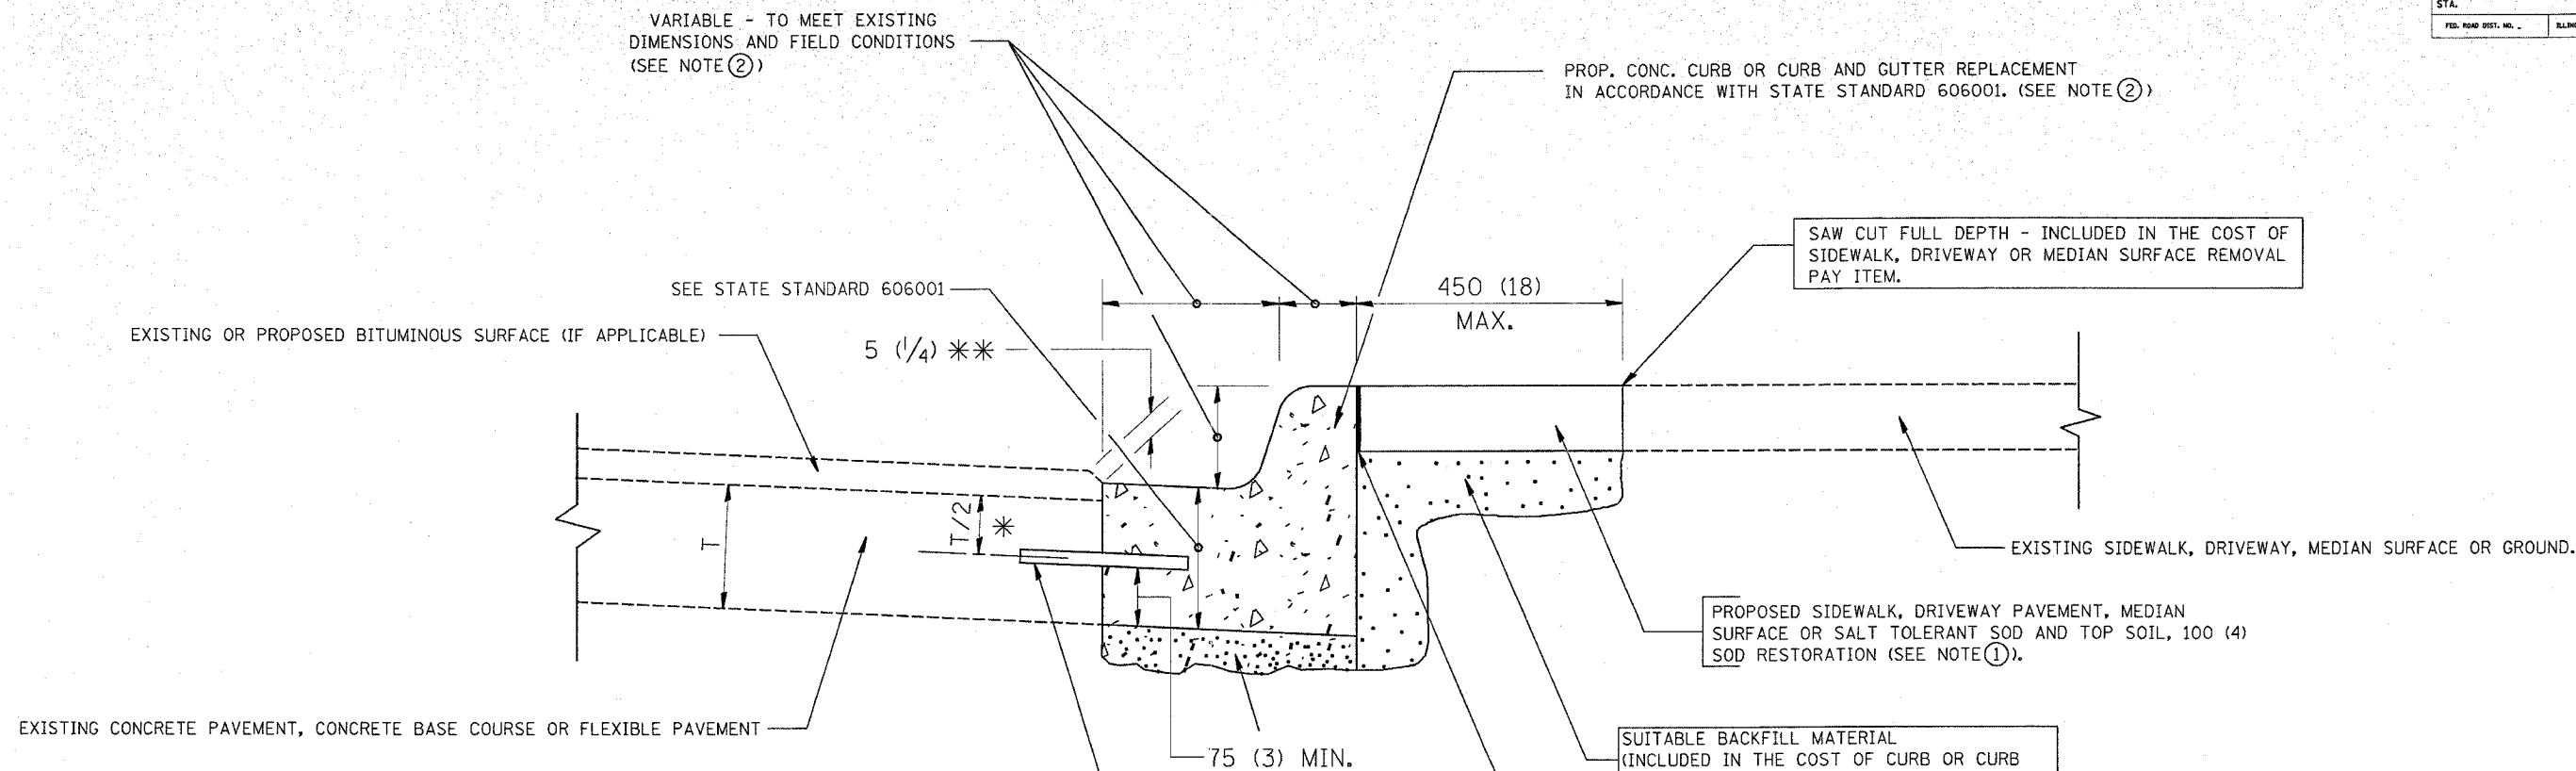 STA.
FED. ROAD DIST. NO. _
VARIABLE - TO MEET EXISTING
DIMENSIONS AND FIELD CONDITIONS
(SEE NOTE ②)
PROP. CONC. CURB OR CURB AND GUTTER REPLACEMENT
IN ACCORDANCE WITH STATE STANDARD 606001. (SEE NOTE ②)
SAW CUT FULL DEPTH - INCLUDED IN THE COST OF
SIDEWALK, DRIVEWAY OR MEDIAN SURFACE REMOVAL
PAY ITEM.
SEE STATE STANDARD 606001
450 (18)
MAX.
EXISTING OR PROPOSED BITUMINOUS SURFACE (IF APPLICABLE)
5 (1/4) **
T
T/2
*
EXISTING SIDEWALK, DRIVEWAY, MEDIAN SURFACE OR GROUND.
PROPOSED SIDEWALK, DRIVEWAY PAVEMENT, MEDIAN
SURFACE OR SALT TOLERANT SOD AND TOP SOIL, 100 (4)
SOD RESTORATION (SEE NOTE ①).
EXISTING CONCRETE PAVEMENT, CONCRETE BASE COURSE OR FLEXIBLE PAVEMENT
75 (3) MIN.
SUITABLE BACKFILL MATERIAL
(INCLUDED IN THE COST OF CURB OR CURB